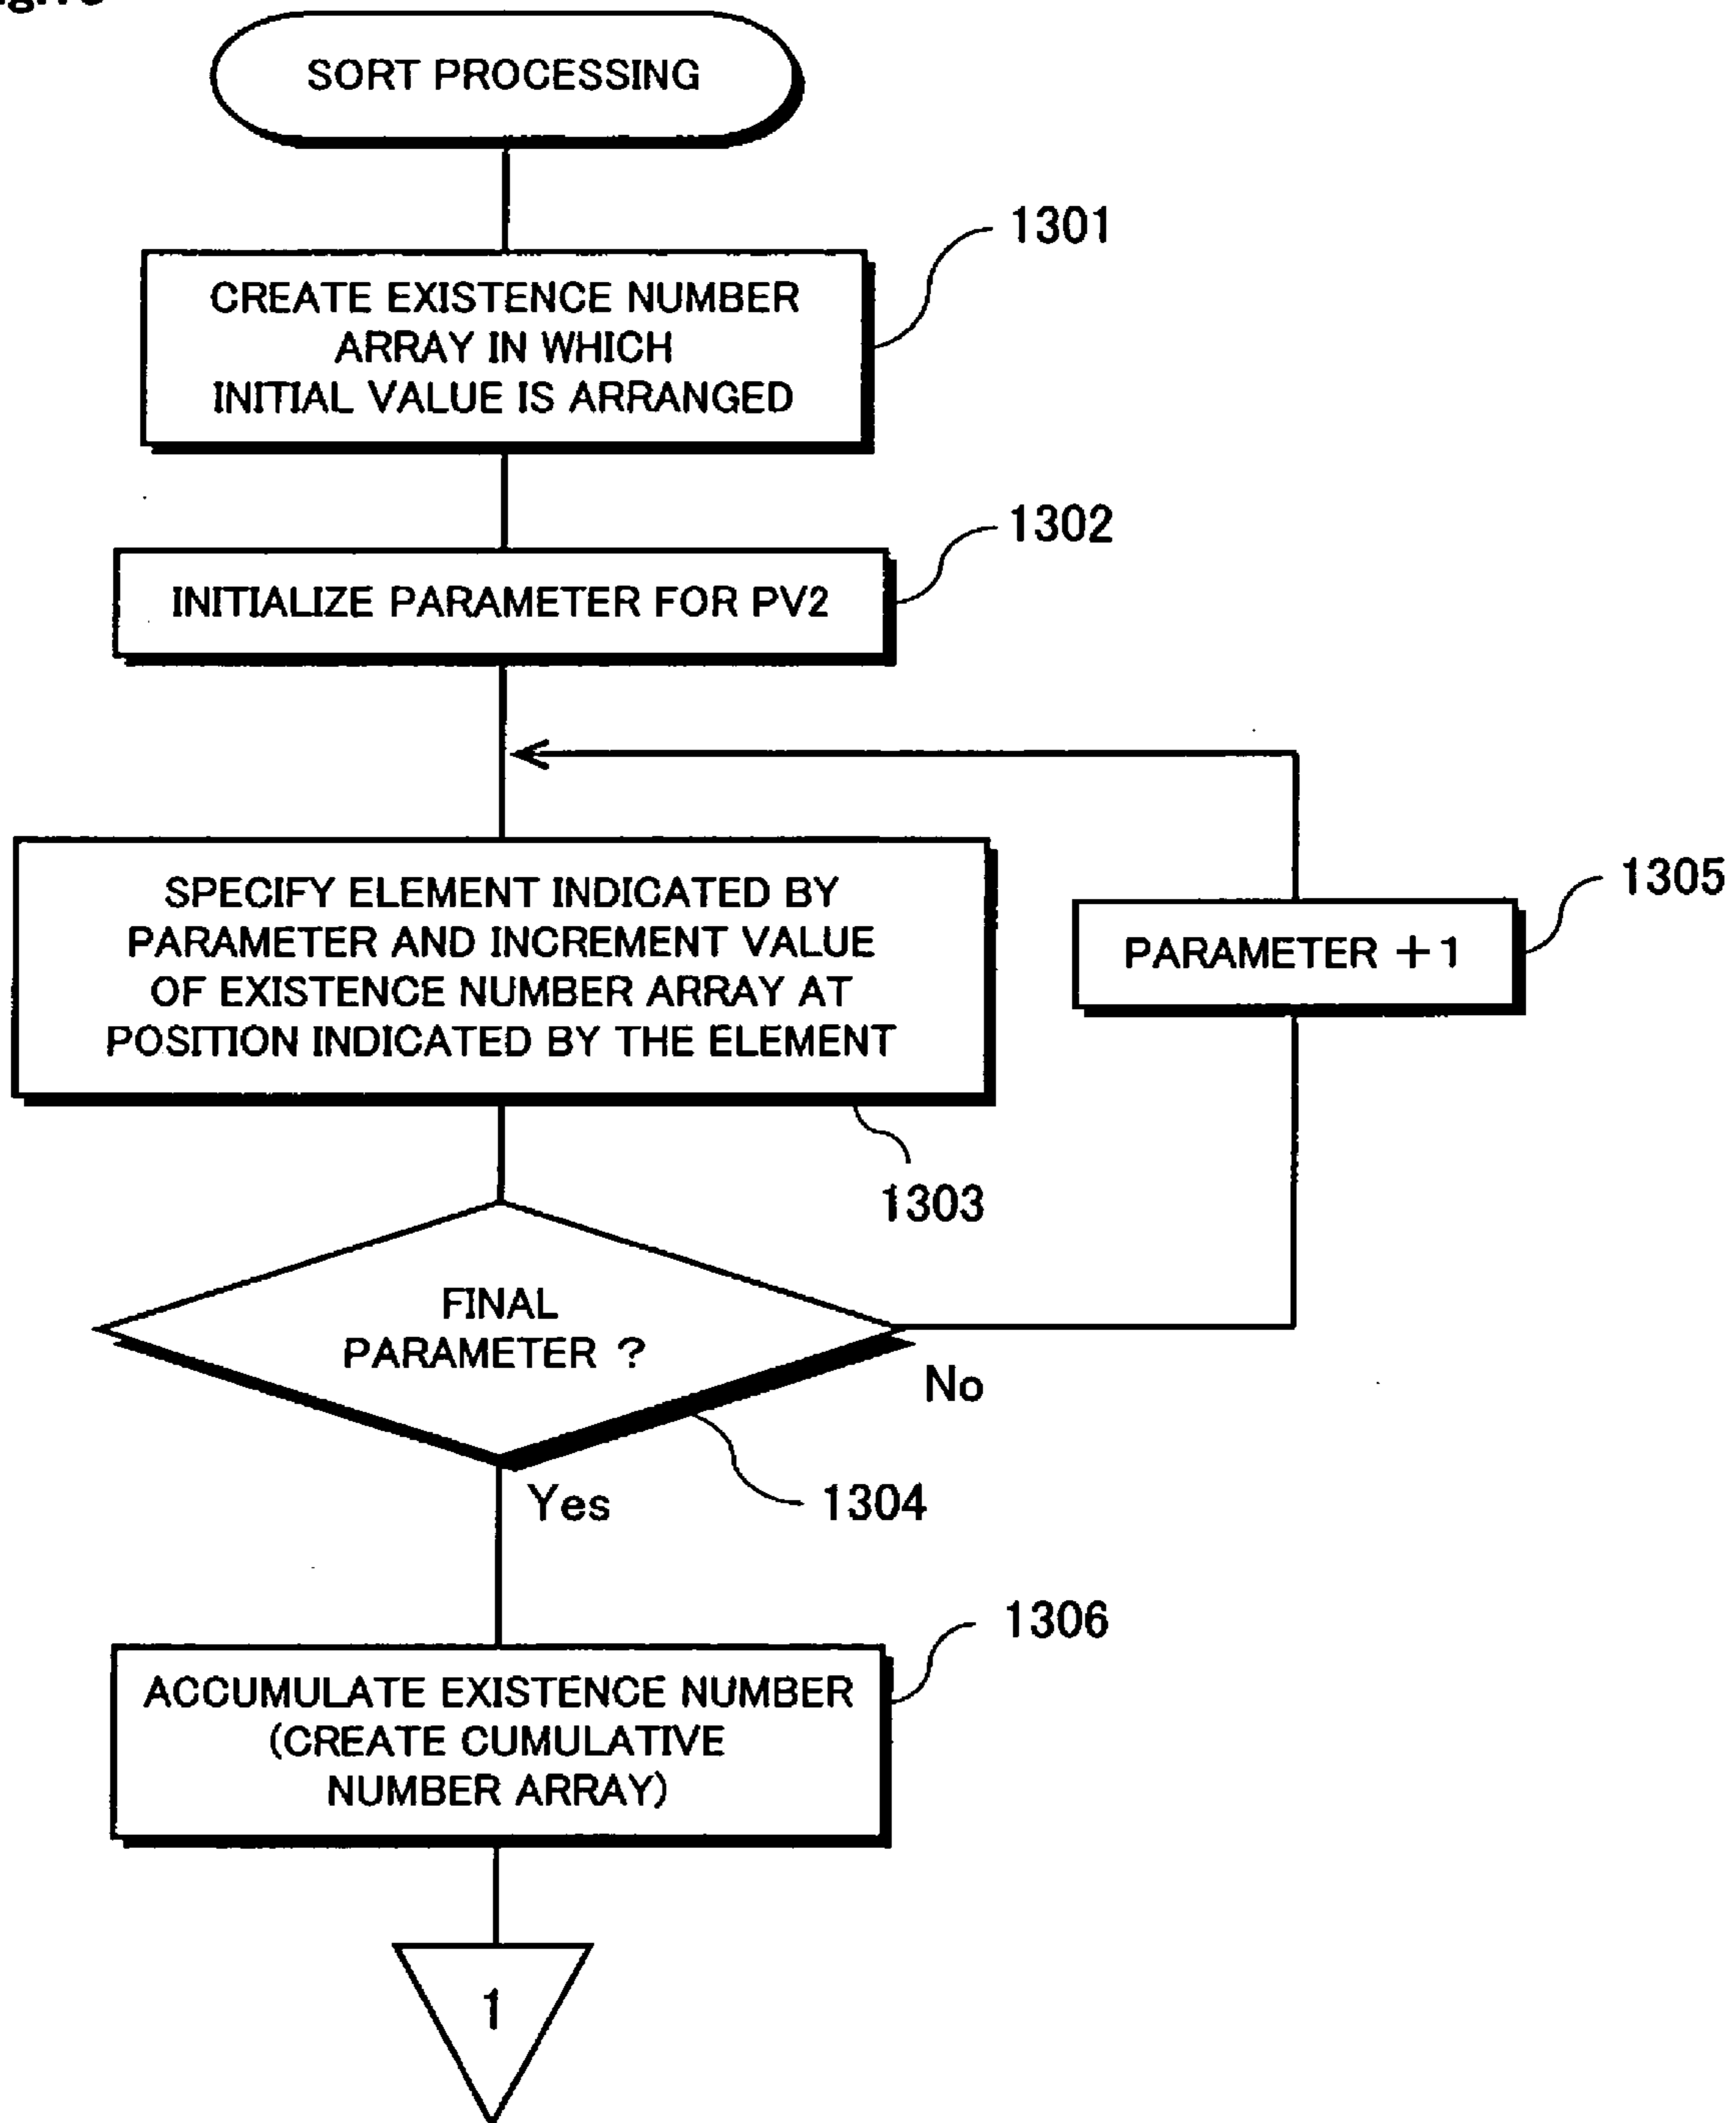 SORT PROCESSING
1301
CREATE EXISTENCE NUMBER
ARRAY IN WHICH
INITIAL VALUE IS ARRANGED
1302
INITIALIZE PARAMETER FOR PV2
SPECIFY ELEMENT INDICATED BY
PARAMETER AND INCREMENT VALUE
OF EXISTENCE NUMBER ARRAY AT
POSITION INDICATED BY THE ELEMENT
1305
PARAMETER +1
1303
FINAL
PARAMETER ?
No
Yes
1304
1306
ACCUMULATE EXISTENCE NUMBER
(CREATE CUMULATIVE
NUMBER ARRAY)
1